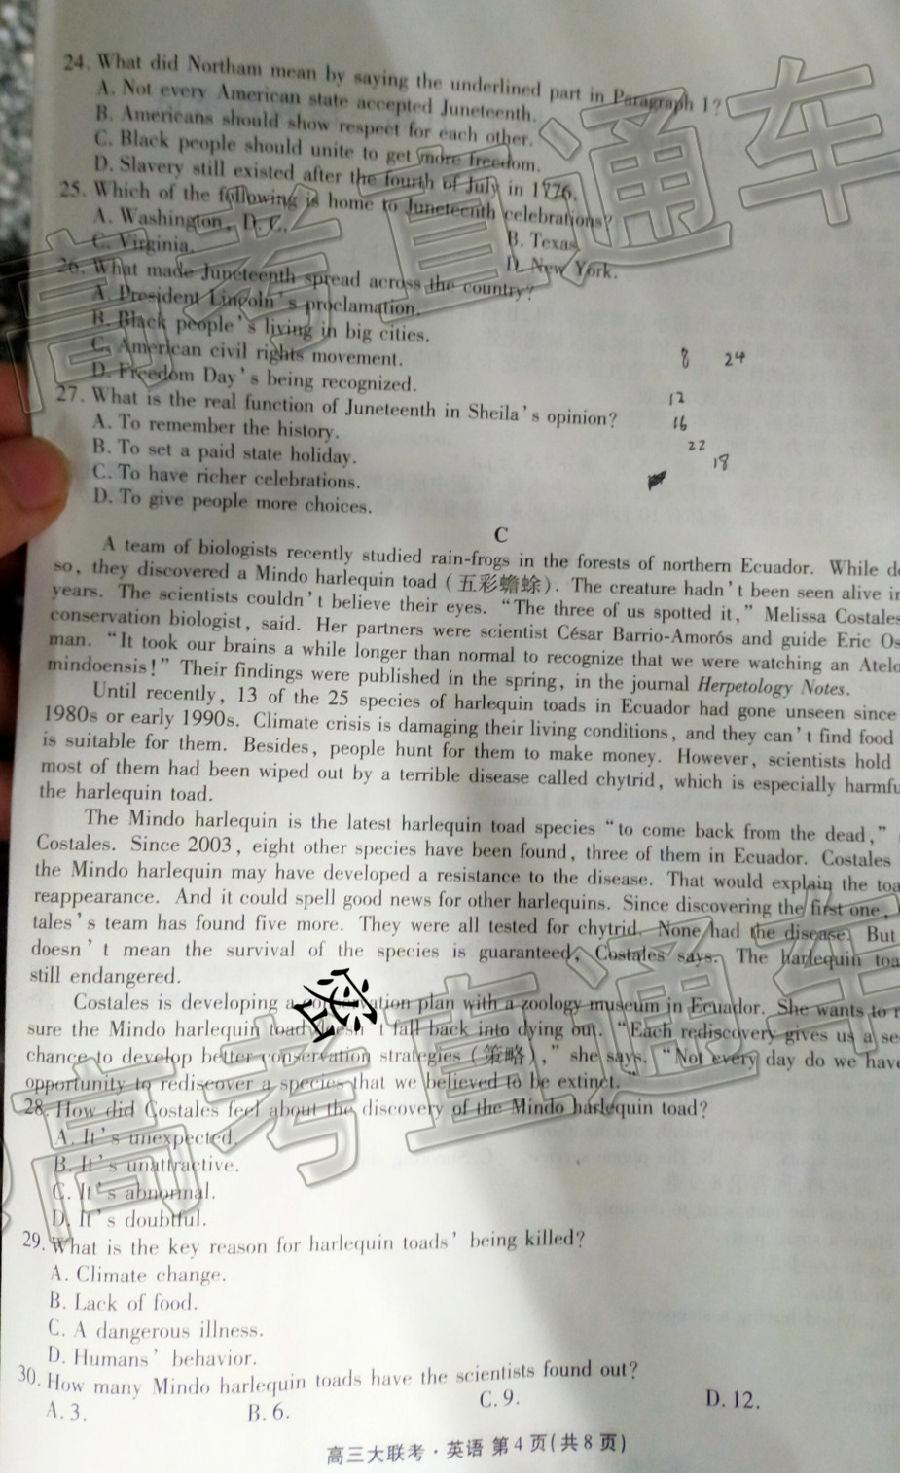 24. What did Northam mean by saying the underlined part in Paragraph 1?
A. Not every American state accepted Juneteenth.
B. Americans should show respect for each other.
C. Black people should unite to get more freedom.
D. Slavery still existed after the fourth of July in 1776.
25. Which of the following is home to Juneteenth celebrations?
A. Washington, D. C.
B. Texas.
C. Virginia.
D. New York.
26. What made Juneteenth spread across the country?
A. President Lincoln's proclamation.
B. Black people's living in big cities.
C. American civil rights movement.
D. Freedom Day's being recognized.
27. What is the real function of Juneteenth in Sheila's opinion?
A. To remember the history.
B. To set a paid state holiday.
C. To have richer celebrations.
D. To give people more choices.
8 24
12
16
22
18
C
A team of biologists recently studied rain-frogs in the forests of northern Ecuador. While
so, they discovered a Mindo harlequin toad (五彩蟾蜍). The creature hadn't been seen alive
years. The scientists couldn't believe their eyes. "The three of us spotted it," Melissa Costales
conservation biologist, said. Her partners were scientist César Barrio-Amorós and guide Eric
man. "It took our brains a while longer than normal to recognize that we were watching an
mindoensis!" Their findings were published in the spring, in the journal Herpetology Notes.
Until recently, 13 of the 25 species of harlequin toads in Ecuador had gone unseen since
1980s or early 1990s. Climate crisis is damaging their living conditions, and they can't find food
is suitable for them. Besides, people hunt for them to make money. However, scientists hold
most of them had been wiped out by a terrible disease called chytrid, which is especially
the harlequin toad.
The Mindo harlequin is the latest harlequin toad species "to come back from the dead,"
Costales. Since 2003, eight other species have been found, three of them in Ecuador. Costales
the Mindo harlequin may have developed a resistance to the disease. That would explain the
reappearance. And it could spell good news for other harlequins. Since discovering the first one,
tales's team has found five more. They were all tested for chytrid. None had the disease. But
doesn't mean the survival of the species is guaranteed, Costales says. The harlequin
still endangered.
Costales is developing a conservation plan with a zoology museum in Ecuador. She wants to
sure the Mindo harlequin toad doesn't fall back into dying out. "Each rediscovery gives us a
chance to develop better conservation strategies (策略)," she says. "Not every day do we have
opportunity to rediscover a species that we believed to be extinct."
28. How did Costales feel about the discovery of the Mindo harlequin toad?
A. It's unexpected.
B. It's unattractive.
C. It's abnormal.
D. It's doubtful.
29. What is the key reason for harlequin toads' being killed?
A. Climate change.
B. Lack of food.
C. A dangerous illness.
D. Humans' behavior.
30. How many Mindo harlequin toads have the scientists found out?
A. 3. B. 6. C. 9. D. 12.
高三大联考·英语 第4页(共8页)
高考直通车
高考直通车
密